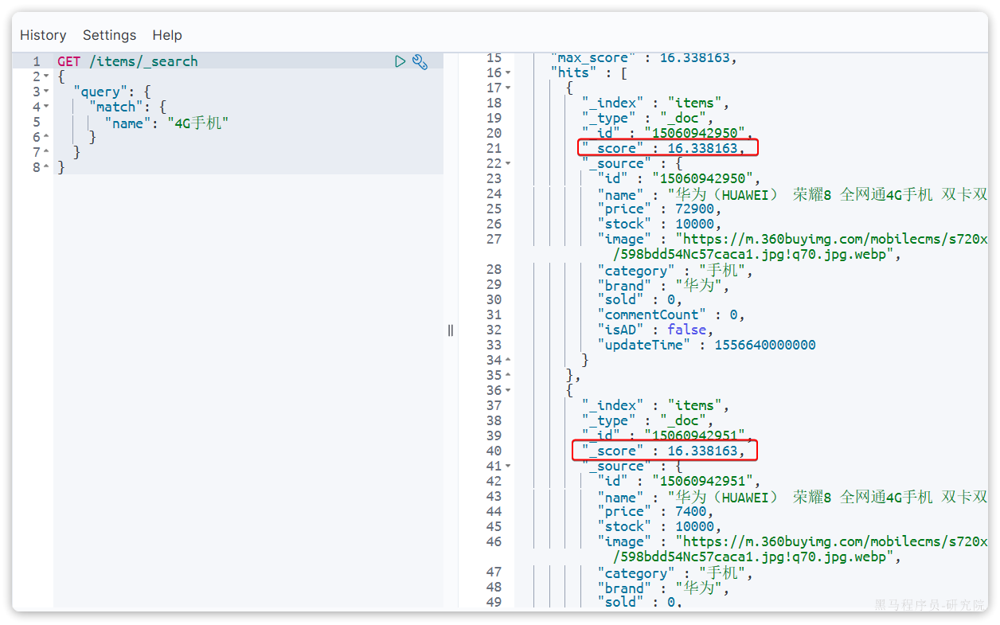 History Settings Help
1 GET /items/_search
2 {
3 "query": {
4 "match": {
5 "name": "4G手机"
6 }
7 }
8 }
15 "max_score" : 16.338163,
16 "hits" : [
17 {
18 "_index" : "items",
19 "_type" : "_doc",
20 "_id" : "15060942950",
21 "_score" : 16.338163,
22 "_source" : {
23 "id" : "15060942950",
24 "name" : "华为（HUAWEI） 荣耀8 全网通4G手机 双卡双
25 "price" : 72900,
26 "stock" : 10000,
27 "image" : "https://m.360buyimg.com/mobilecms/s720x
/598bdd54Nc57caca1.jpg!q70.jpg.webp",
28 "category" : "手机",
29 "brand" : "华为",
30 "sold" : 0,
31 "commentCount" : 0,
32 "isAD" : false,
33 "updateTime" : 1556640000000
34 }
35 },
36 {
37 "_index" : "items",
38 "_type" : "_doc",
39 "_id" : "15060942951",
40 "_score" : 16.338163,
41 "_source" : {
42 "id" : "15060942951",
43 "name" : "华为（HUAWEI） 荣耀8 全网通4G手机 双卡双
44 "price" : 7400,
45 "stock" : 10000,
46 "image" : "https://m.360buyimg.com/mobilecms/s720x
/598bdd54Nc57caca1.jpg!q70.jpg.webp",
47 "category" : "手机",
48 "brand" : "华为",
49 "sold" : 0,
黑马程序员-研究院